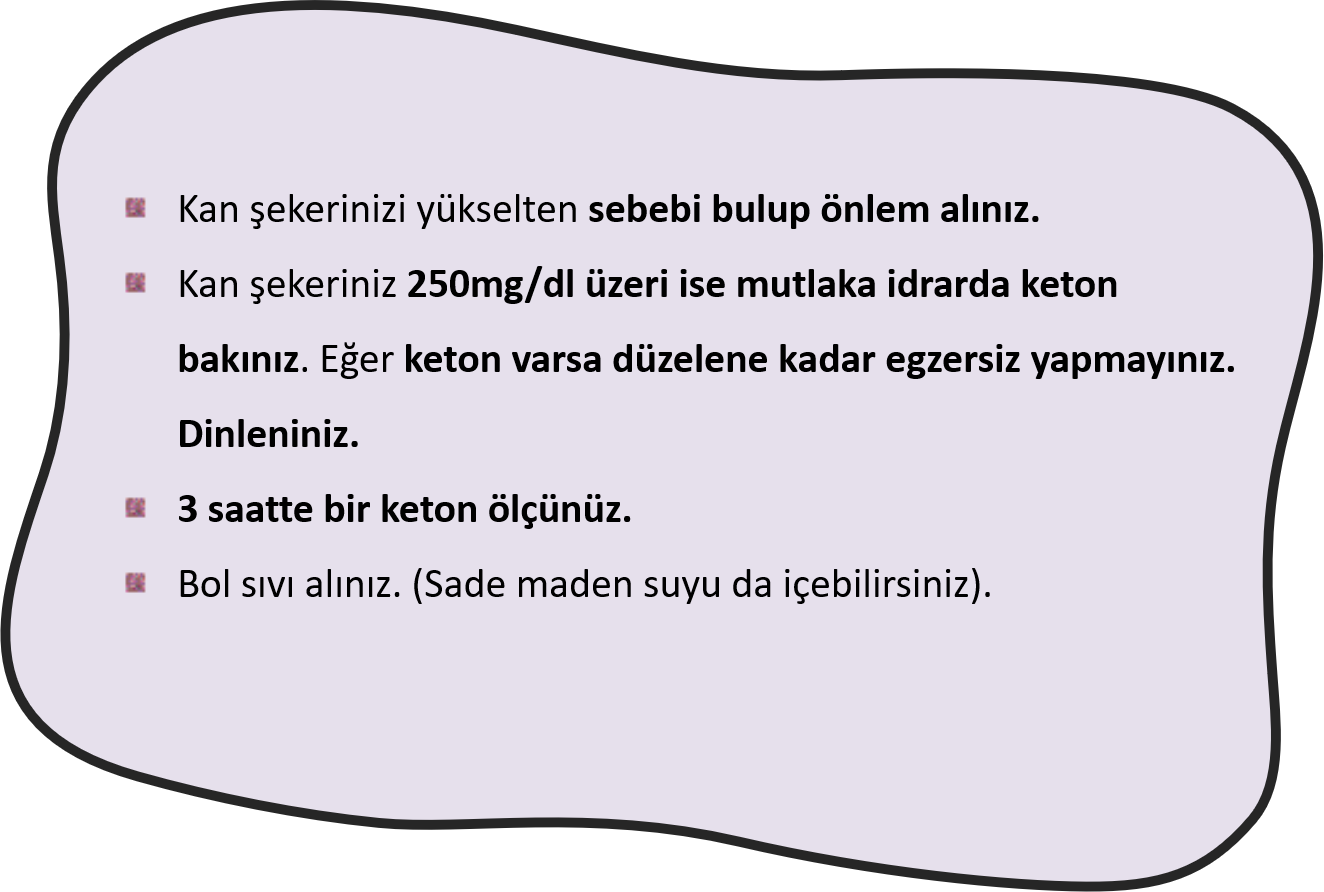 Kan şekerinizi yükselten sebebi bulup önlem alınız.
Kan şekeriniz 250mg/dl üzeri ise mutlaka idrarda keton
bakınız. Eğer keton varsa düzelene kadar egzersiz yapmayınız.
Dinleniniz.
3 saatte bir keton ölçünüz.
Bol sıvı alınız. (Sade maden suyu da içebilirsiniz).